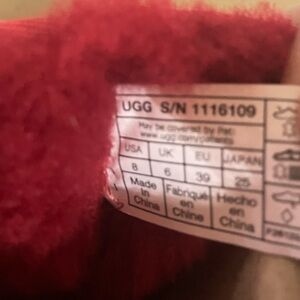 UGG S/N 1116109
May be covered by Pat:
ugg.com/patents
USA UK EU JAPAN
8 6 39 25
Made in China Fabriqué en Chine Hecho en China